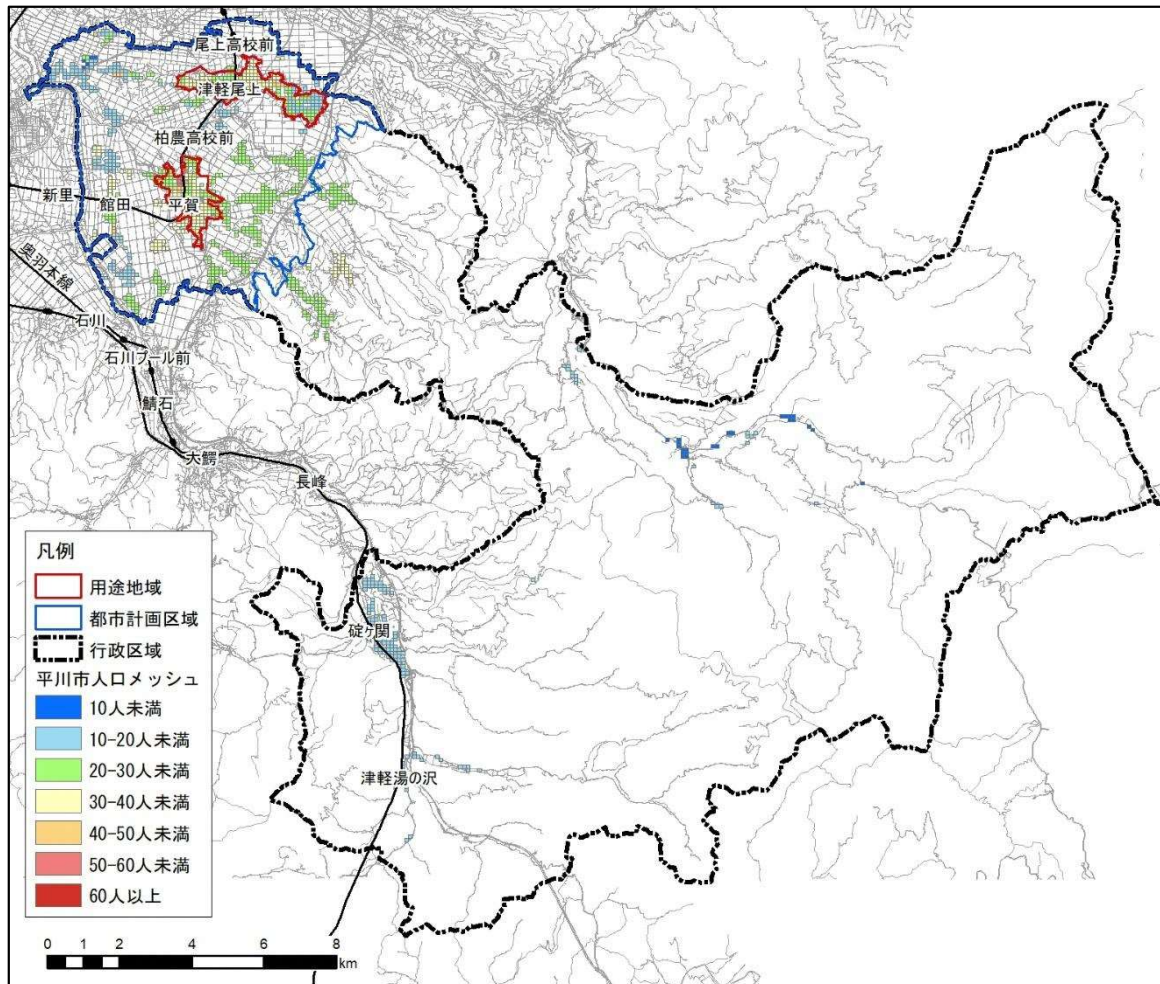 尾上高校前
津軽尾上
柏農高校前
新里
館田
平賀
奥羽本線
石川
石川プール前
鯖石
大鰐
長峰
碇ヶ関
津軽湯の沢
凡例
用途地域
都市計画区域
行政区域
平川市人口メッシュ
10人未満
10-20人未満
20-30人未満
30-40人未満
40-50人未満
50-60人未満
60人以上
0 1 2 4 6 8
km